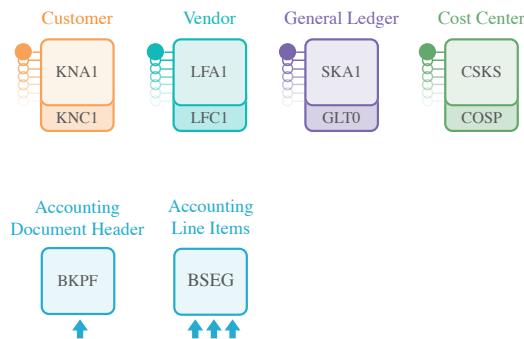 Customer
Vendor
General Ledger
Cost Center
KNA1
LFA1
SKA1
CSKS
KNC1
LFC1
GLT0
COSP
Accounting
Document Header
Accounting
Line Items
BKPF
BSEG